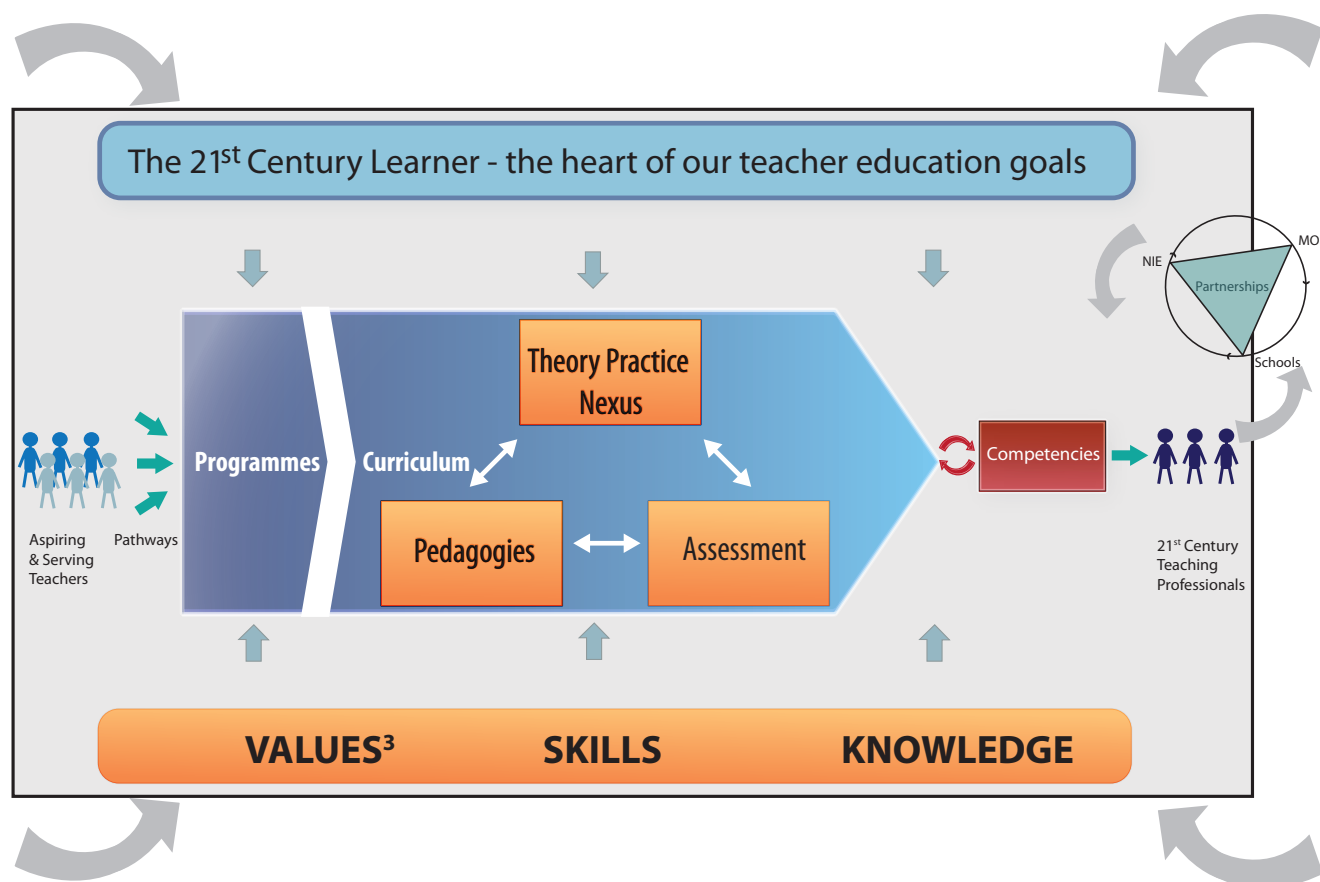 The 21st Century Learner - the heart of our teacher education goals
MO
NIE
Partnerships
Schools
Theory Practice
Nexus
Programmes
Curriculum
Competencies
Pedagogies
Assessment
Aspiring
& Serving
Teachers
Pathways
21st Century
Teaching
Professionals
VALUES³
SKILLS
KNOWLEDGE